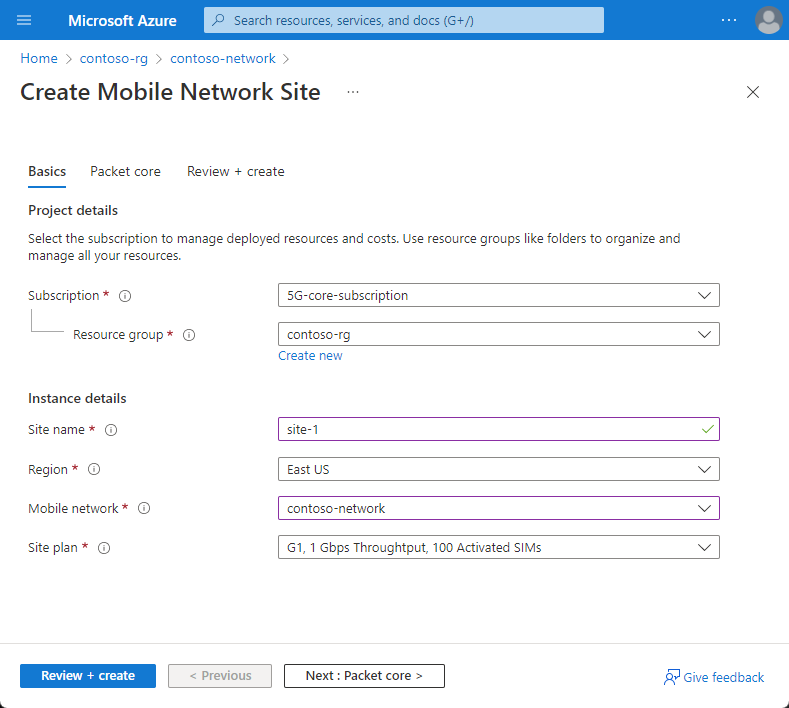 Microsoft Azure
Search resources, services, and docs (G+/)
Home > contoso-rg > contoso-network >
Create Mobile Network Site ...
Basics Packet core Review + create
Project details
Select the subscription to manage deployed resources and costs. Use resource groups like folders to organize and
manage all your resources.
Subscription * 5G-core-subscription
Resource group * contoso-rg
Create new
Instance details
Site name * site-1
Region * East US
Mobile network * contoso-network
Site plan * G1, 1 Gbps Throughtput, 100 Activated SIMs
Review + create < Previous Next : Packet core > Give feedback